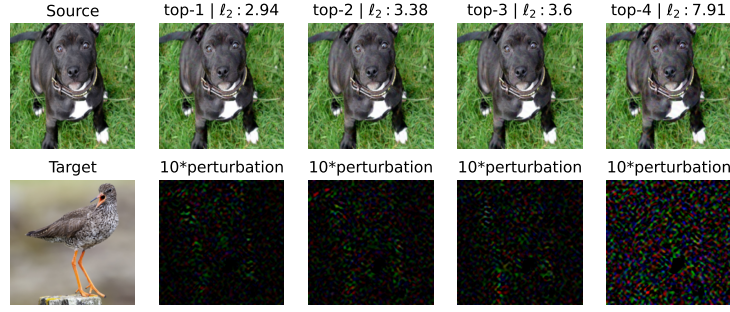 Source
top-1 | ℓ₂ : 2.94
top-2 | ℓ₂ : 3.38
top-3 | ℓ₂ : 3.6
top-4 | ℓ₂ : 7.91
Target
10*perturbation
10*perturbation
10*perturbation
10*perturbation